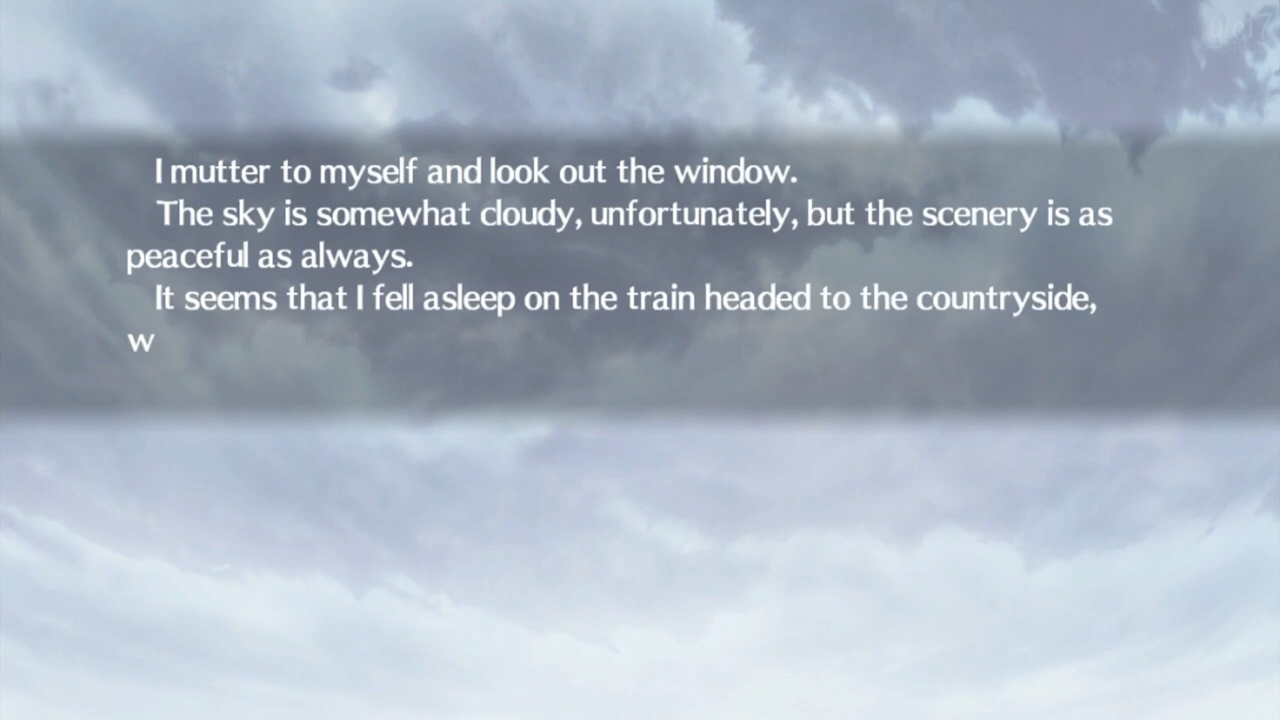 I mutter to myself and look out the window.
The sky is somewhat cloudy, unfortunately, but the scenery is as
peaceful as always.
It seems that I fell asleep on the train headed to the countryside,
w